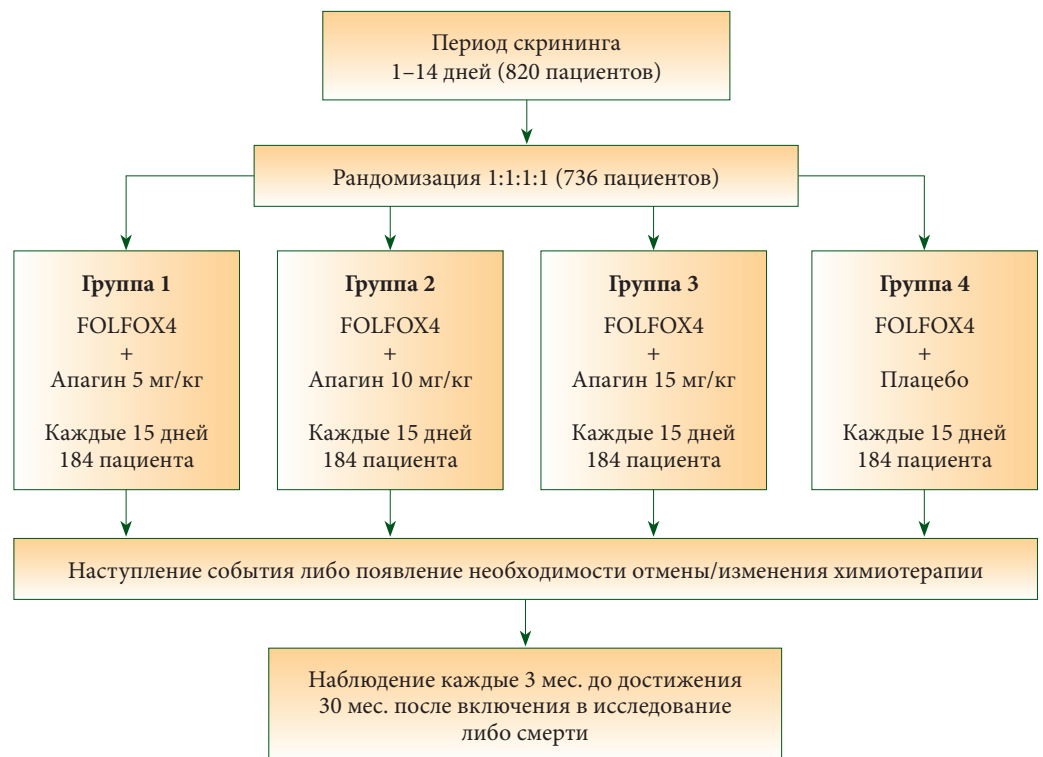 Период скрининга
1–14 дней (820 пациентов)
Рандомизация 1:1:1:1 (736 пациентов)
Группа 1
FOLFOX4
+
Апагин 5 мг/кг
Каждые 15 дней
184 пациента
Группа 2
FOLFOX4
+
Апагин 10 мг/кг
Каждые 15 дней
184 пациента
Группа 3
FOLFOX4
+
Апагин 15 мг/кг
Каждые 15 дней
184 пациента
Группа 4
FOLFOX4
+
Плацебо
Каждые 15 дней
184 пациента
Наступление события либо появление необходимости отмены/изменения химиотерапии
Наблюдение каждые 3 мес. до достижения
30 мес. после включения в исследование
либо смерти